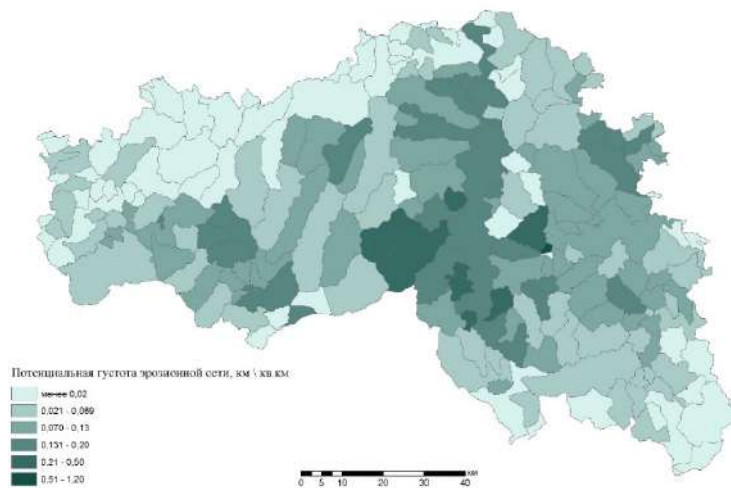 Потенциальная густота эрозионной сети, км \ кв.км
менее 0,02
0,021 - 0,069
0,070 - 0,13
0,131 - 0,20
0,21 - 0,50
0,51 - 1,20
км
0 5 10 20 30 40